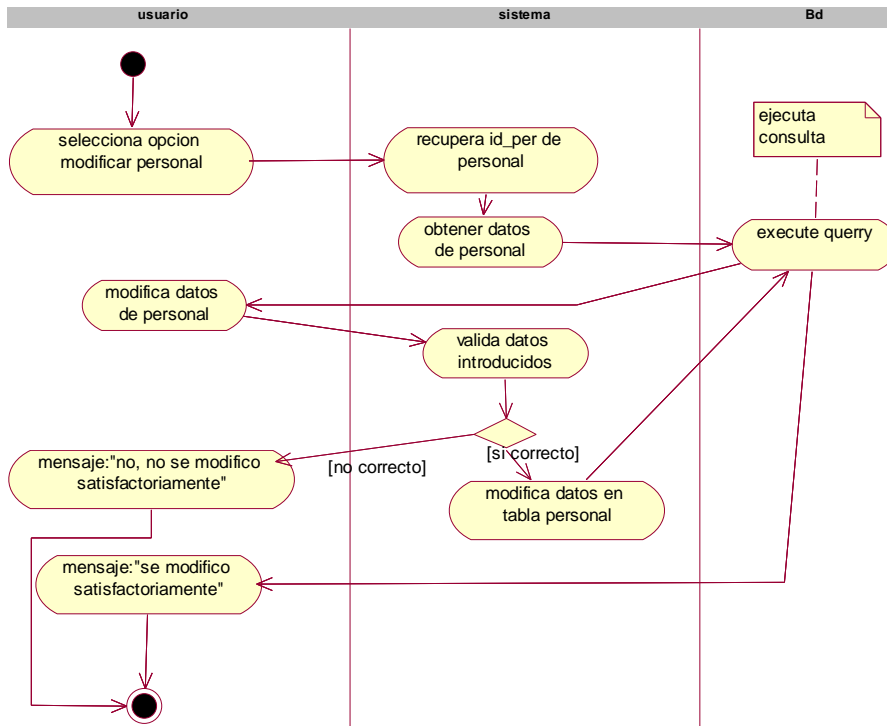 usuario
sistema
Bd
selecciona opcion
modificar personal
recupera id_per de
personal
ejecuta
consulta
obtener datos
de personal
execute querry
modifica datos
de personal
valida datos
introducidos
[no correcto]
[si correcto]
mensaje:"no, no se modifico
satisfactoriamente"
modifica datos en
tabla personal
mensaje:"se modifico
satisfactoriamente"